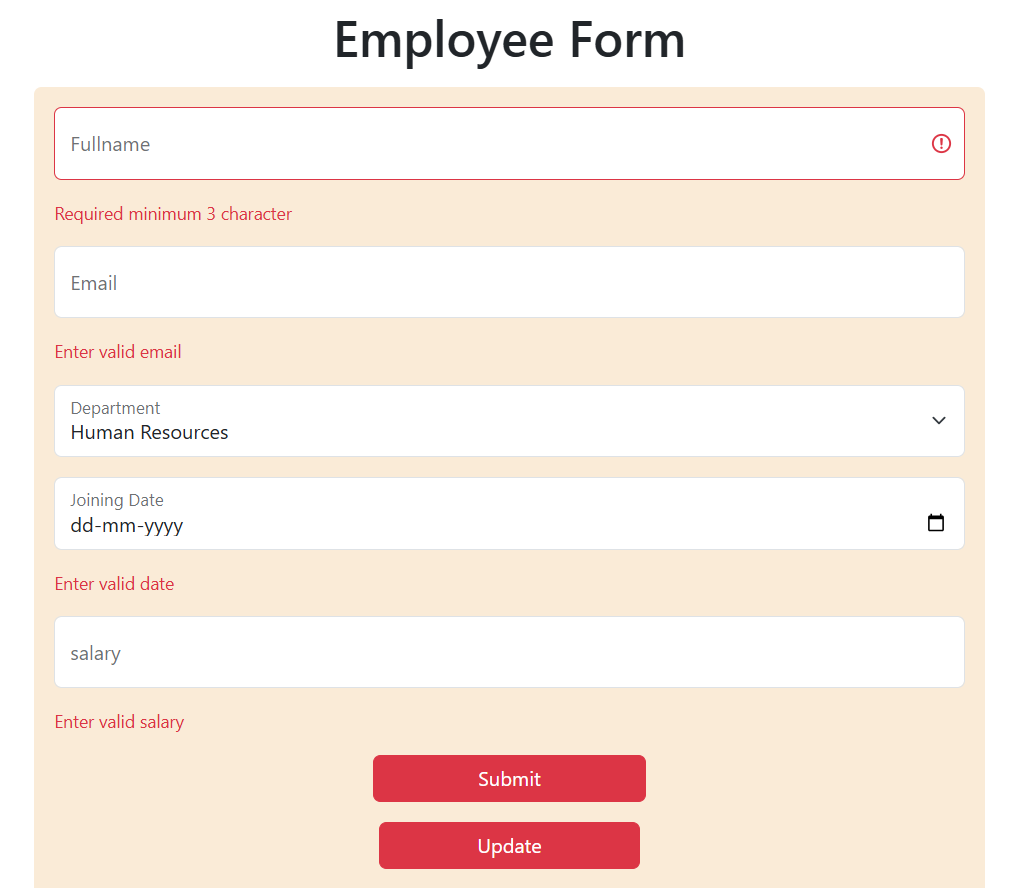 Employee Form
Fullname
Required minimum 3 character
Email
Enter valid email
Department
Human Resources
Joining Date
dd-mm-yyyy
Enter valid date
salary
Enter valid salary
Submit
Update